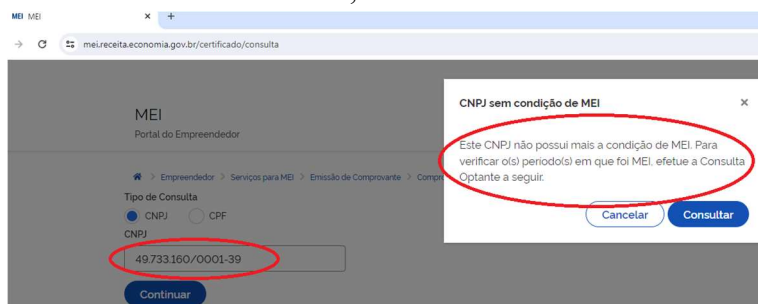 MEI MEI
mei.receita.economia.gov.br/certificado/consulta
MEI
Portal do Empreendedor
Empreendedor > Serviços para MEI > Emissão de Comprovante >
Tipo de Consulta
CNPJ CPF
CNPJ
49.733.160/0001-39
Continuar
CNPJ sem condição de MEI ×
Este CNPJ não possui mais a condição de MEI. Para
verificar o(s) período(s) em que foi MEI, efetue a Consulta
Optante a seguir.
Cancelar Consultar